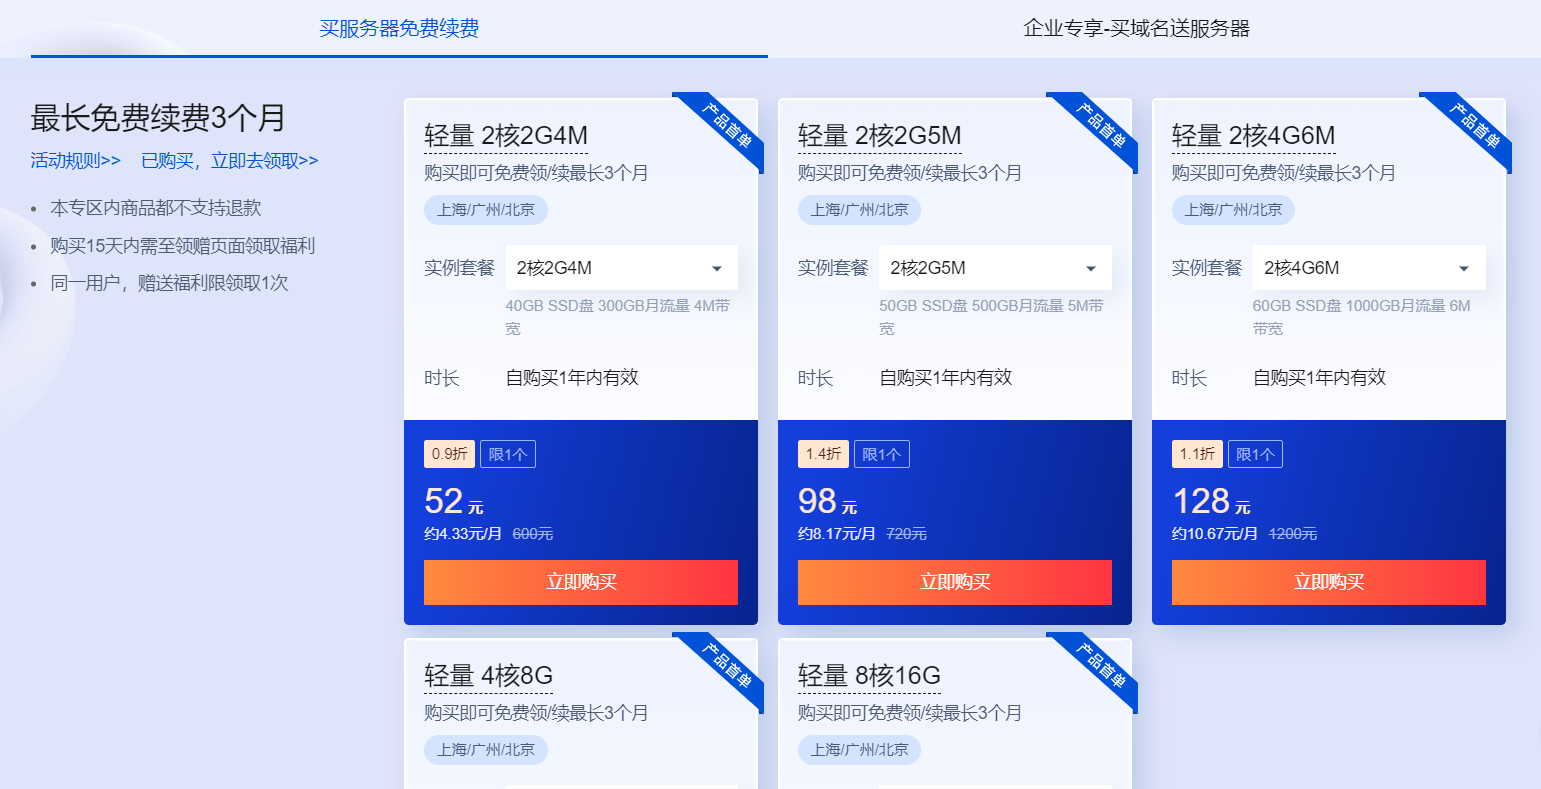 买服务器免费续费
企业专享-买域名送服务器
最长免费续费3个月
活动规则>> 已购买，立即去领取>>
本专区内商品都不支持退款
购买15天内需至领赠页面领取福利
同一用户，赠送福利限领取1次
产品首单
轻量 2核2G4M
购买即可免费领/续最长3个月
上海/广州/北京
实例套餐 2核2G4M
40GB SSD盘 300GB月流量 4M带
宽
时长 自购买1年内有效
0.9折 限1个
52 元
约4.33元/月 600元
立即购买
产品首单
轻量 2核2G5M
购买即可免费领/续最长3个月
上海/广州/北京
实例套餐 2核2G5M
50GB SSD盘 500GB月流量 5M带
宽
时长 自购买1年内有效
1.4折 限1个
98 元
约8.17元/月 720元
立即购买
产品首单
轻量 2核4G6M
购买即可免费领/续最长3个月
上海/广州/北京
实例套餐 2核4G6M
60GB SSD盘 1000GB月流量 6M
带宽
时长 自购买1年内有效
1.1折 限1个
128 元
约10.67元/月 1200元
立即购买
产品首单
轻量 4核8G
购买即可免费领/续最长3个月
上海/广州/北京
产品首单
轻量 8核16G
购买即可免费领/续最长3个月
上海/广州/北京